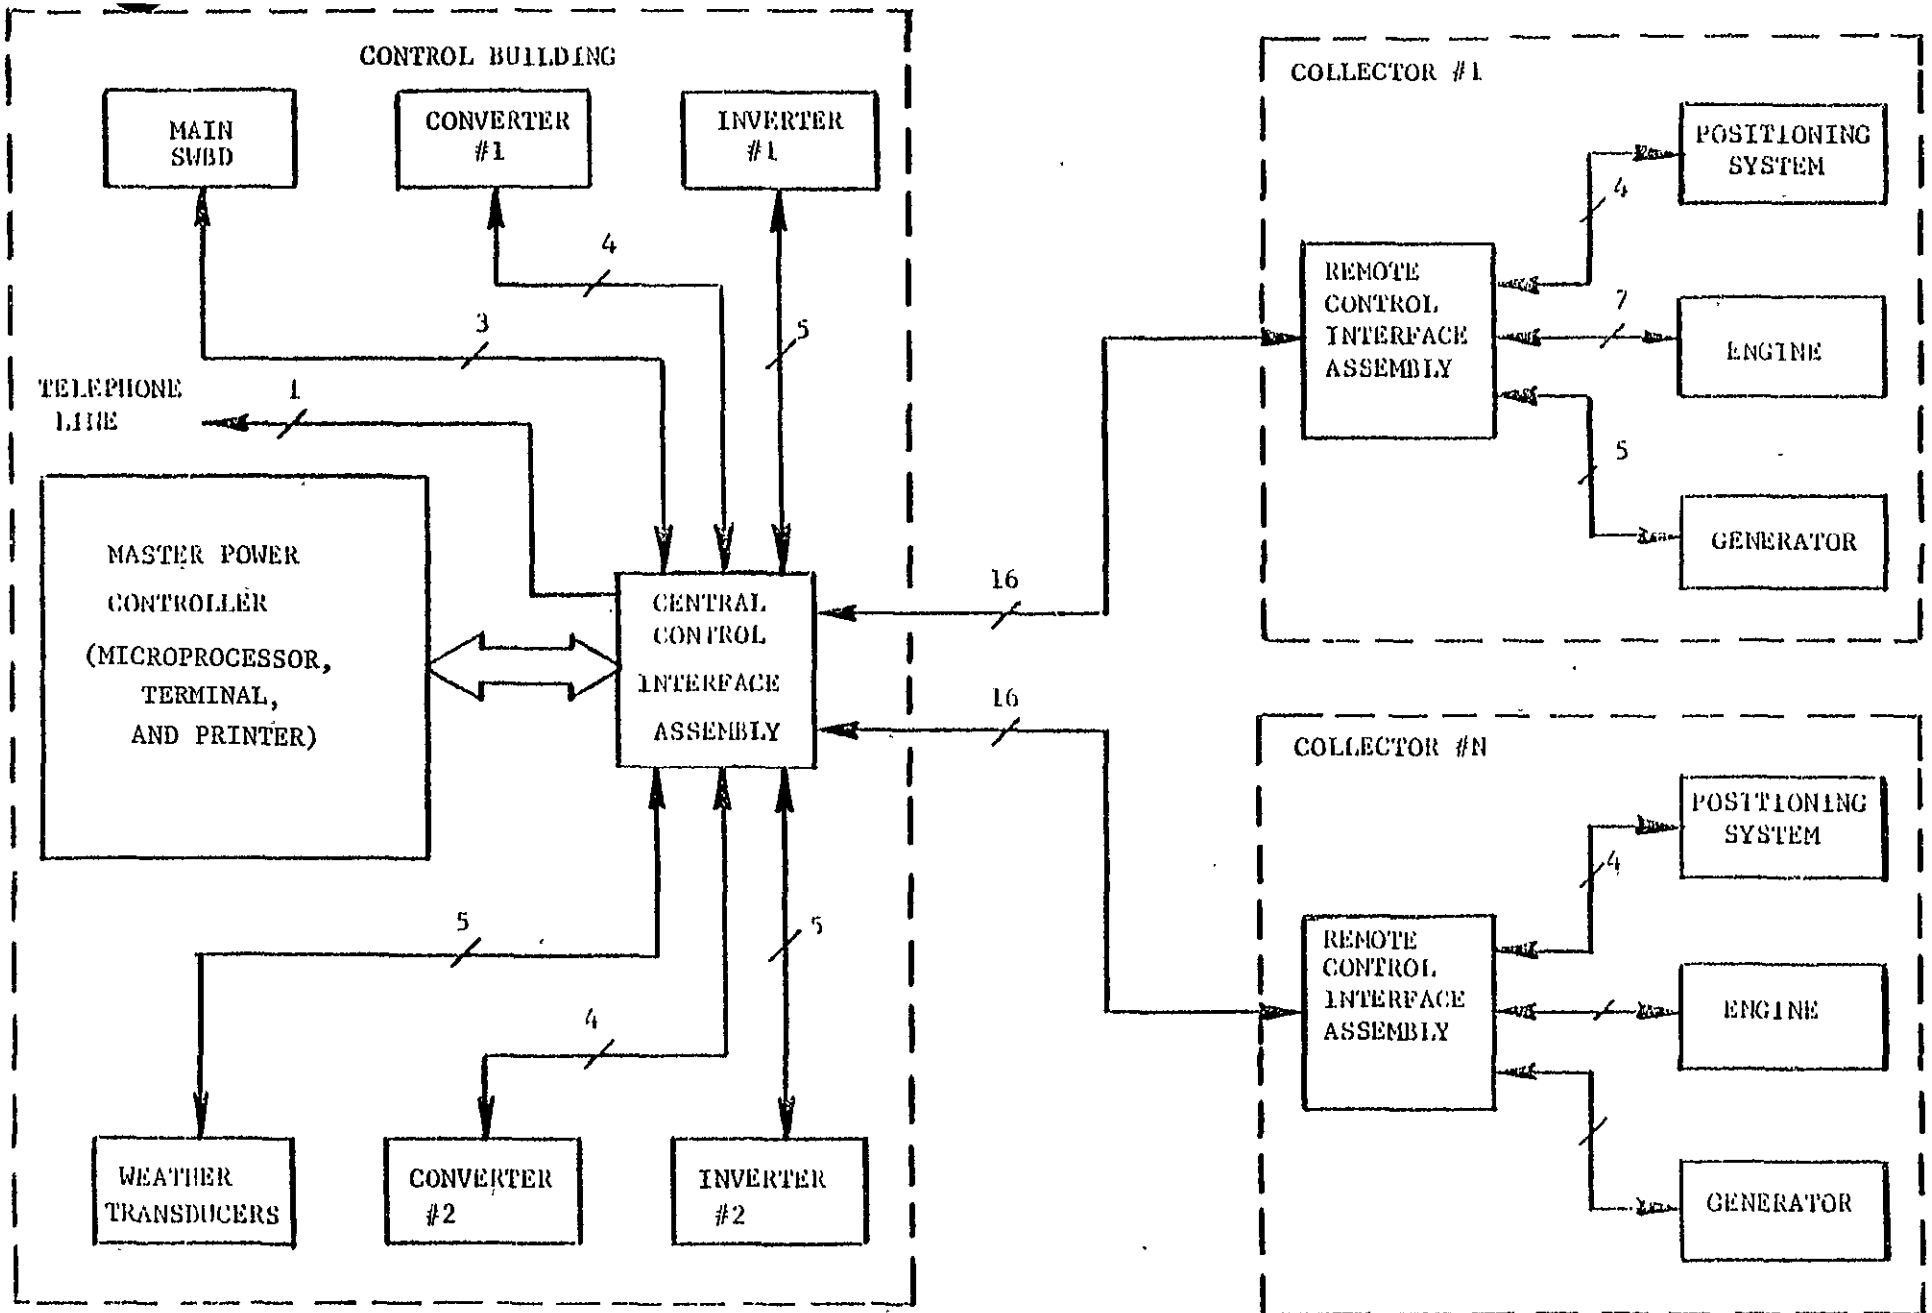 CONTROL BUILDING
MAIN
SWBD
CONVERTER
#1
INVERTER
#1
4
3
5
TELEPHONE
LINE
1
MASTER POWER
CONTROLLER
(MICROPROCESSOR,
TERMINAL,
AND PRINTER)
CENTRAL
CONTROL
INTERFACE
ASSEMBLY
5
4
5
WEATHER
TRANSDUCERS
CONVERTER
#2
INVERTER
#2
16
16
COLLECTOR #1
POSITIONING
SYSTEM
4
REMOTE
CONTROL
INTERFACE
ASSEMBLY
7
ENGINE
5
GENERATOR
COLLECTOR #N
POSITIONING
SYSTEM
4
REMOTE
CONTROL
INTERFACE
ASSEMBLY
ENGINE
GENERATOR